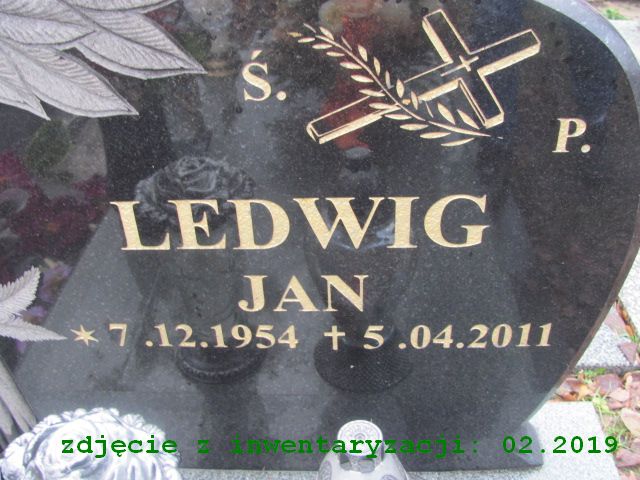 Ś. P.
LEDWIG
JAN
* 7.12.1954 † 5.04.2011
zdjęcie z inwentaryzacji: 02.2019